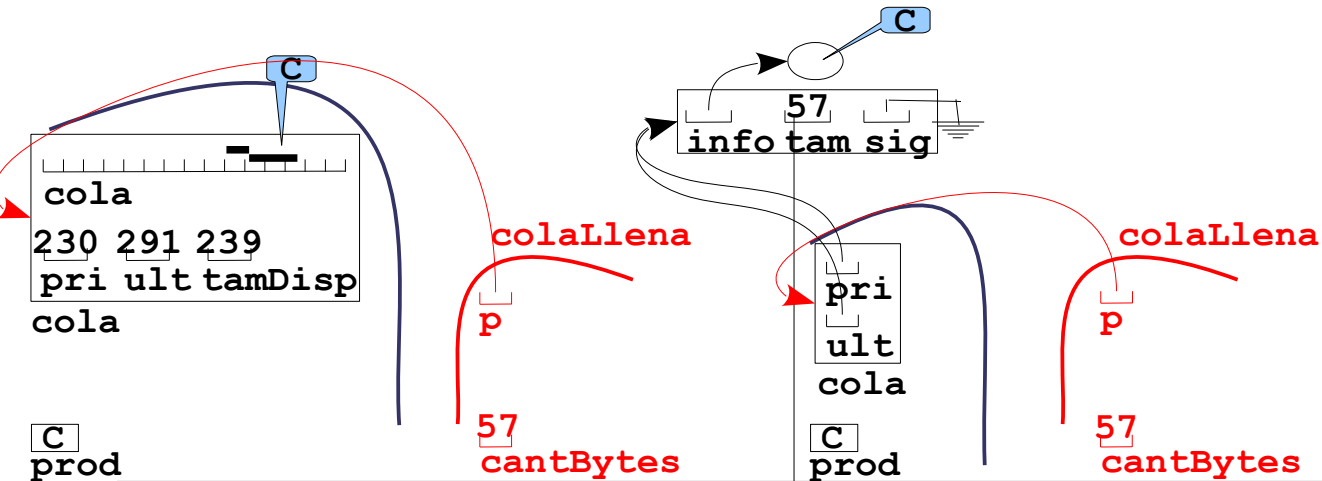 C
cola
230 291 239
pri ult tamDisp
cola
colaLlena
p
C
prod
57
cantBytes
C
57
info tam sig
pri
ult
cola
colaLlena
p
C
prod
57
cantBytes